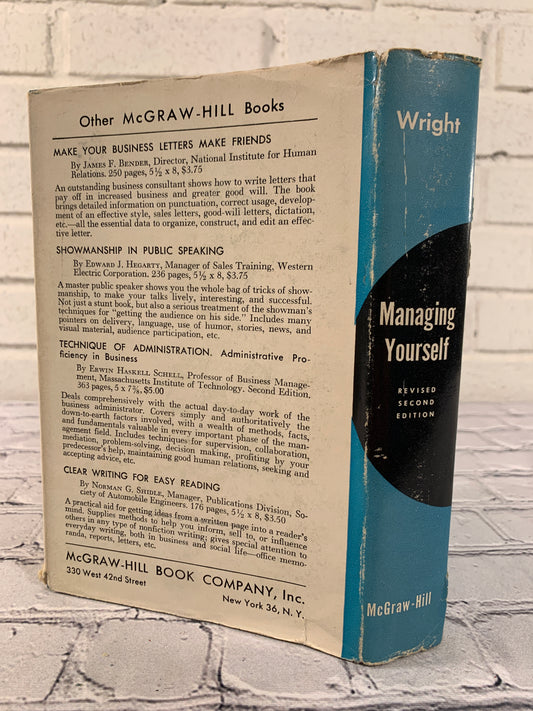 Other McGRAW-HILL Books
MAKE YOUR BUSINESS LETTERS MAKE FRIENDS
By JAMES F. BENDER, Director, National Institute for Human
Relations. 250 pages, 5½ x 8, $3.75
An outstanding business consultant shows how to write letters that
pay off in increased business and greater good will. The book
brings detailed information on punctuation, correct usage, develop-
ment of an effective style, sales letters, good-will letters, dictation,
etc.—all the essential data to organize, construct, and edit an effec-
tive letter.
SHOWMANSHIP IN PUBLIC SPEAKING
By EDWARD J. HEGARTY, Manager of Sales Training, Western
Electric Corporation. 236 pages, 5½ x 8, $3.75
A master public speaker shows you the whole bag of tricks of show-
manship, to make your talks lively, interesting, and successful.
Not just a stunt book, but also a serious treatment of the showman's
techniques for "getting the audience on his side." Includes many
pointers on delivery, language, use of humor, stories, news, and
visual material, audience participation, etc.
TECHNIQUE OF ADMINISTRATION. Administrative Pro-
ficiency in Business
By ERWIN HASKELL SCHELL, Professor of Business Manage-
ment, Massachusetts Institute of Technology. Second Edition.
363 pages, 5 x 7⅜, $5.00
Deals comprehensively with the actual day-to-day work of the
business administrator. Covers simply and authoritatively the
down-to-earth factors involved, with a wealth of methods, facts,
and fundamentals valuable in every important phase of the man-
agement field. Includes techniques for supervision, collaboration,
mediation, problem-solving, decision making, profiting by your
predecessor's help, maintaining good human relations, seeking and
accepting advice, etc.
CLEAR WRITING FOR EASY READING
By NORMAN G. SHIDLE, Manager, Publications Division, So-
ciety of Automobile Engineers. 176 pages, 5½ x 8, $3.50
A practical aid for getting ideas from a written page into a reader's
mind. Supplies methods to help you inform, sell to, or influence
others in any type of nonfiction writing; gives special attention to
everyday writing, both in business and social life—office memo-
randa, reports, letters, etc.
McGRAW-HILL BOOK COMPANY, Inc.
330 West 42nd Street
New York 36, N. Y.
Wright
Managing
Yourself
REVISED
SECOND
EDITION
McGraw-Hill